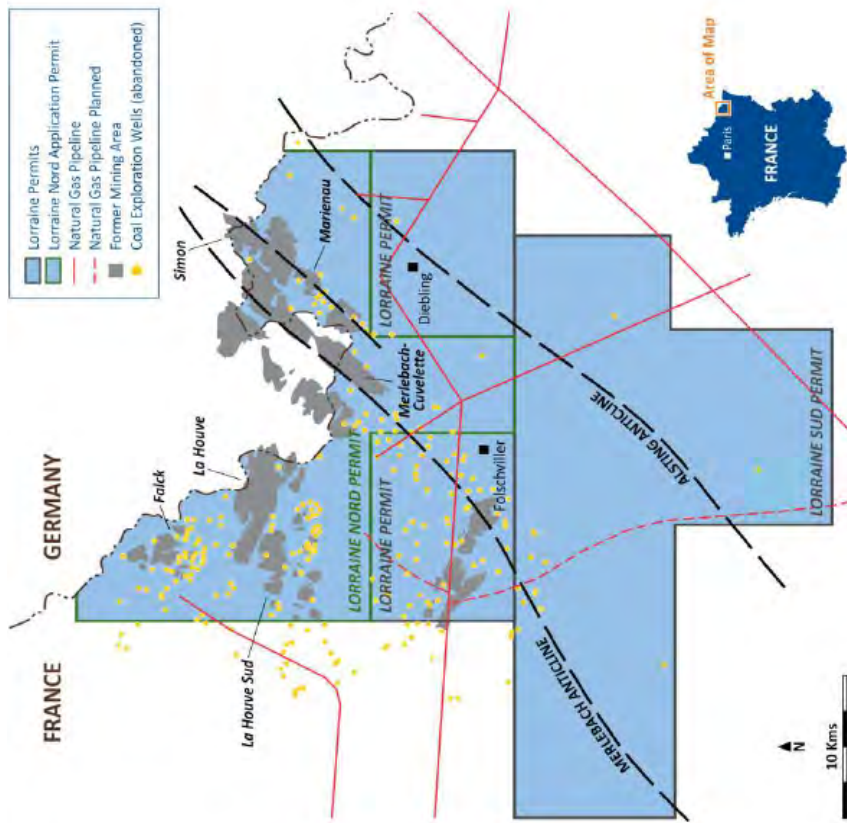 Lorraine Permits
Lorraine Nord Application Permit
Natural Gas Pipeline
Natural Gas Pipeline Planned
Former Mining Area
Coal Exploration Wells (abandoned)
FRANCE
GERMANY
Falck
La Houve
La Houve Sud
Simon
Marienau
Merlebach-
Cuvelette
LORRAINE NORD PERMIT
LORRAINE PERMIT
LORRAINE PERMIT
Diebling
Folschviller
MERLEBACH ANTICLINE
ALSTING ANTICLINE
LORRAINE SUD PERMIT
N
10 Kms
Area of Map
Paris
FRANCE